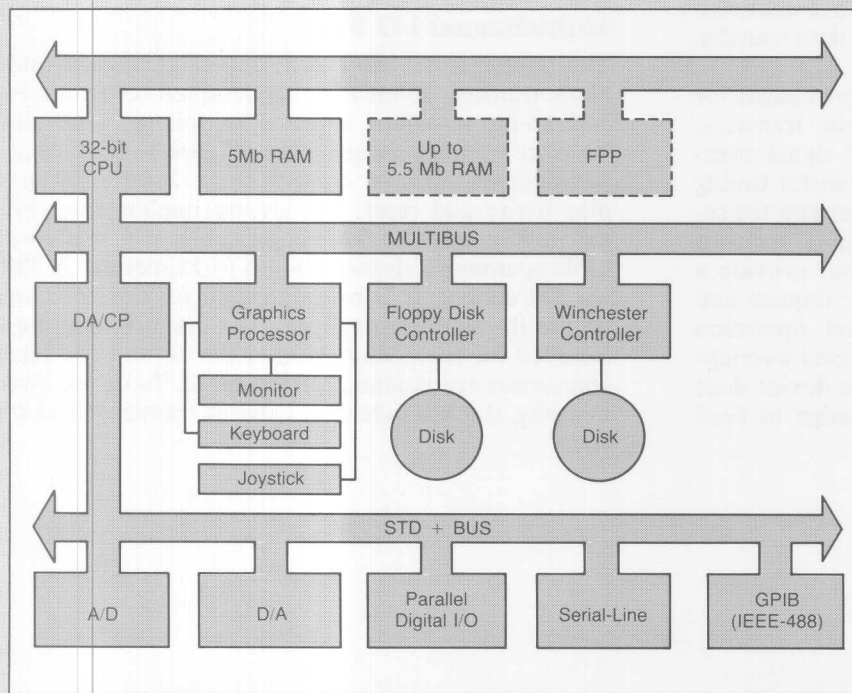 32-bit
CPU
5Mb RAM
Up to
5.5 Mb RAM
FPP
MULTIBUS
DA/CP
Graphics
Processor
Floppy Disk
Controller
Winchester
Controller
Monitor
Keyboard
Joystick
Disk
Disk
STD + BUS
A/D
D/A
Parallel
Digital I/O
Serial-Line
GPIB
(IEEE-488)